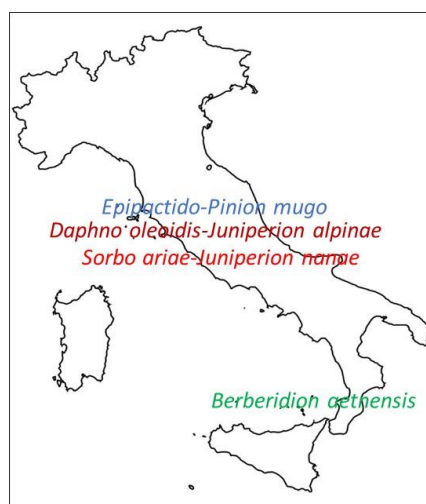 Epipactido-Pinion mugo
Daphno oleoidis-Juniperion alpinae
Sorbo ariae-Juniperion nanae
Berberidion aethensis